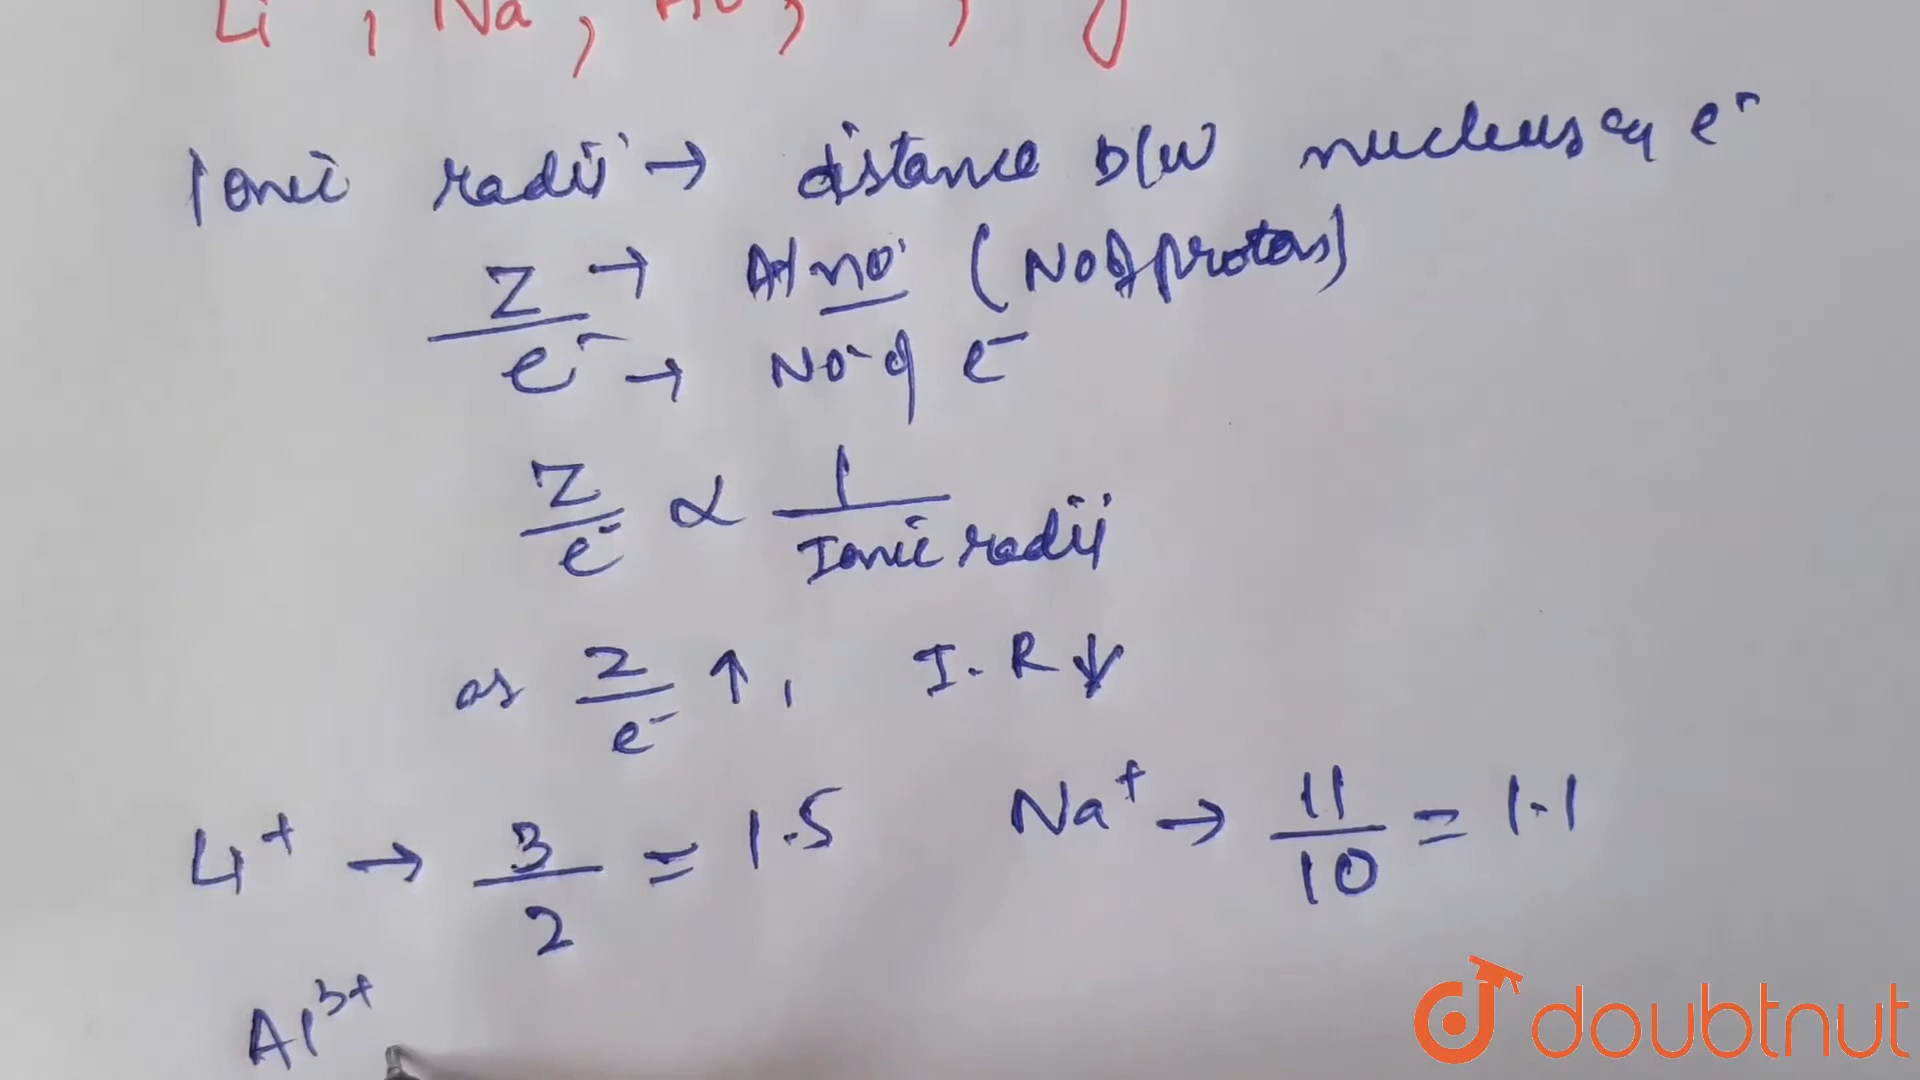 Li , Na , , ,
Ionic radii → distance b/w nucleus & e⁻
Z → At no. (No of protons)
e⁻ → No of e⁻
Z/e⁻ ∝ 1/Ionic radii
as Z/e⁻ ↑, I.R ↓
Li⁺ → 3/2 = 1.5 Na⁺ → 11/10 = 1.1
Al³⁺
doubtnut